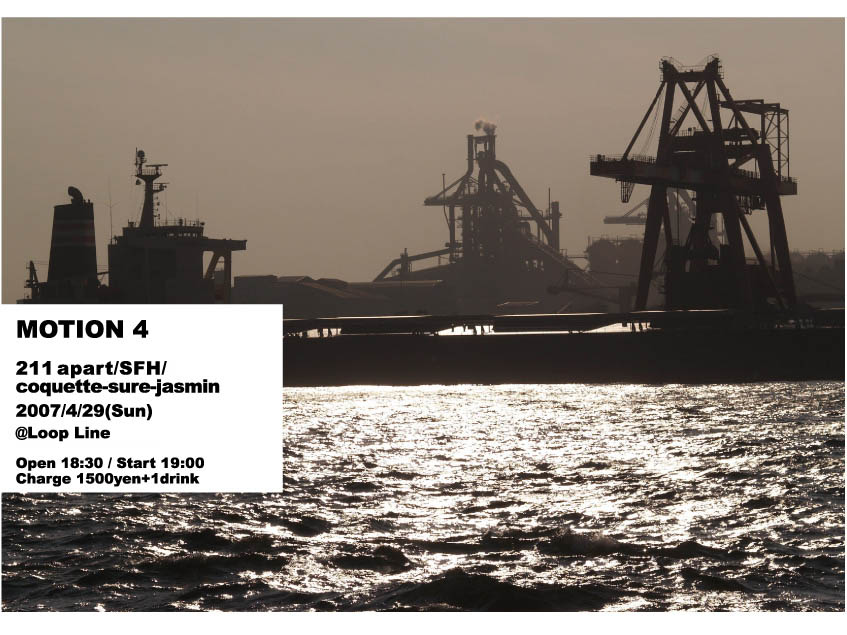 MOTION 4
211 apart/SFH/
coquette-sure-jasmin
2007/4/29(Sun)
@Loop Line
Open 18:30 / Start 19:00
Charge 1500yen+1drink